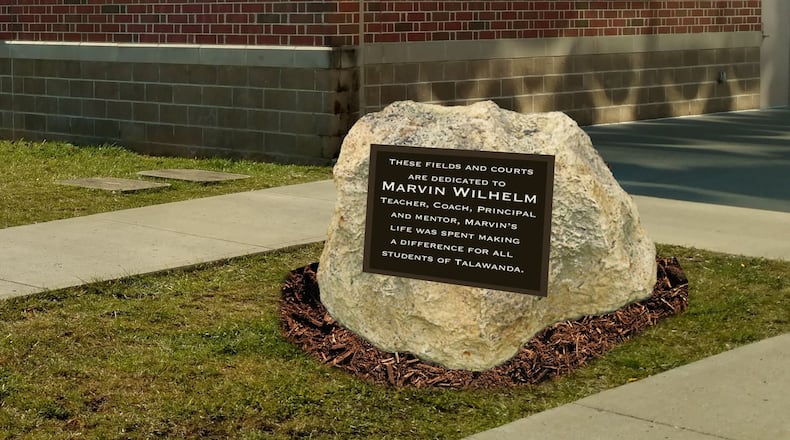 These fields and courts
are dedicated to
Marvin Wilhelm
Teacher, Coach, Principal
and mentor, Marvin's
life was spent making
a difference for all
students of Talawanda.